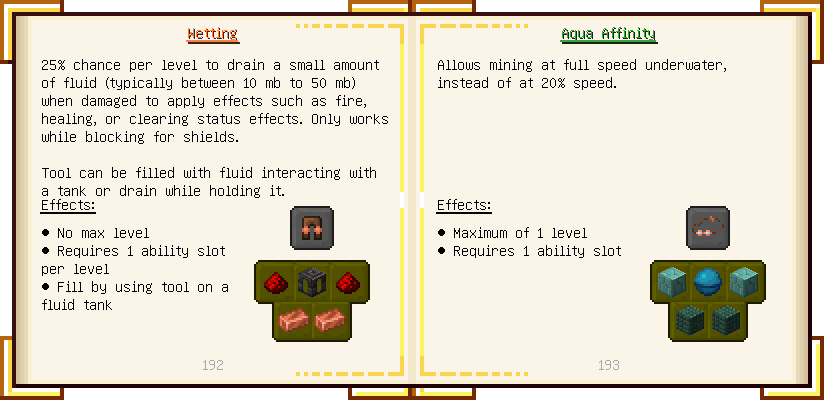 Wetting
25% chance per level to drain a small amount
of fluid (typically between 10 mb to 50 mb)
when damaged to apply effects such as fire,
healing, or clearing status effects. Only works
while blocking for shields.
Tool can be filled with fluid interacting with
a tank or drain while holding it.
Effects:
● No max level
● Requires 1 ability slot
per level
● Fill by using tool on a
fluid tank
192
Aqua Affinity
Allows mining at full speed underwater,
instead of at 20% speed.
Effects:
● Maximum of 1 level
● Requires 1 ability slot
193